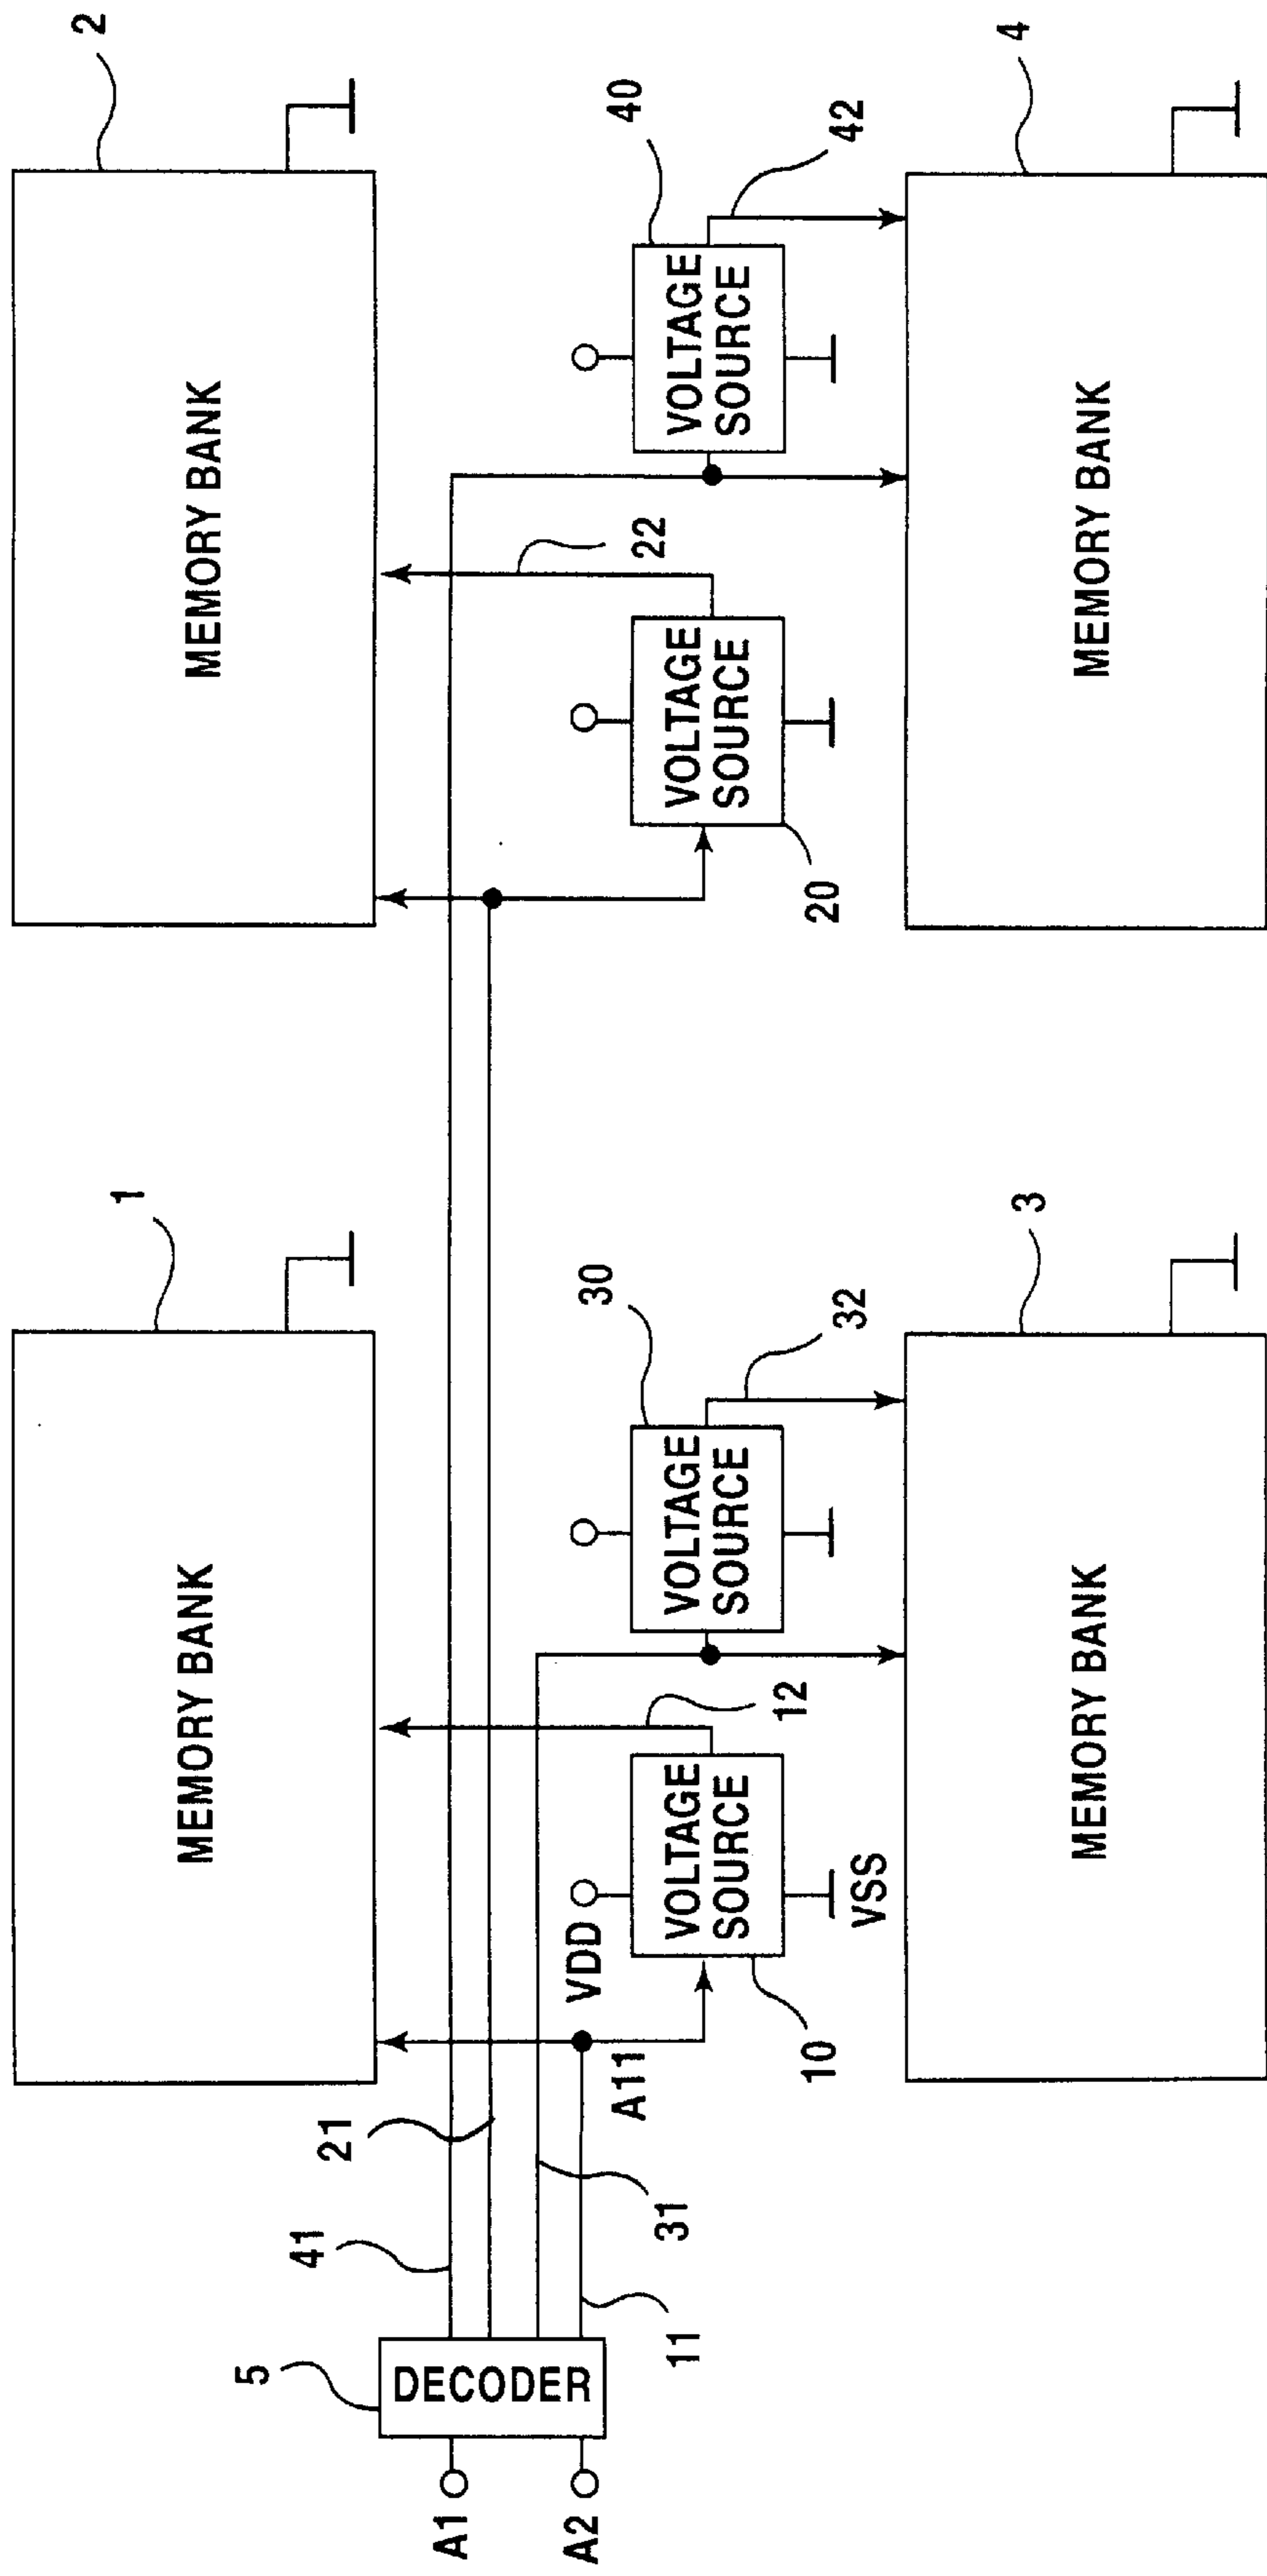 2
MEMORY BANK
40
42
VOLTAGE
SOURCE
4
MEMORY BANK
22
VOLTAGE
SOURCE
20
1
MEMORY BANK
30
32
VOLTAGE
SOURCE
3
MEMORY BANK
12
VOLTAGE
SOURCE
VDD
VSS
10
A11
21
31
41
11
5
DECODER
A1
A2